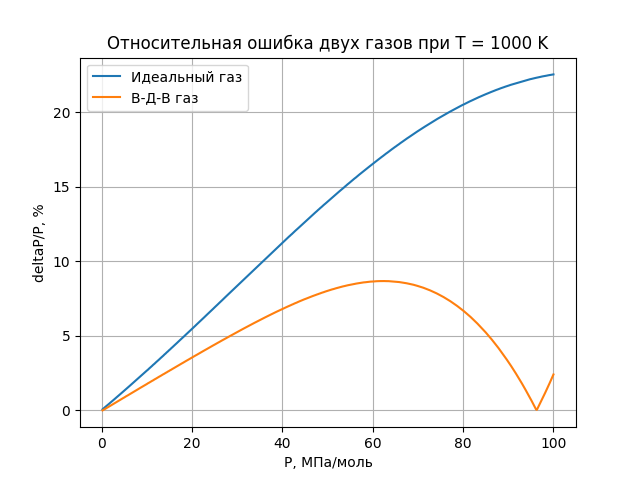 Относительная ошибка двух газов при T = 1000 K
Идеальный газ
В-Д-В газ
deltaP/P, %
20
15
10
5
0
0 20 40 60 80 100
P, МПа/моль